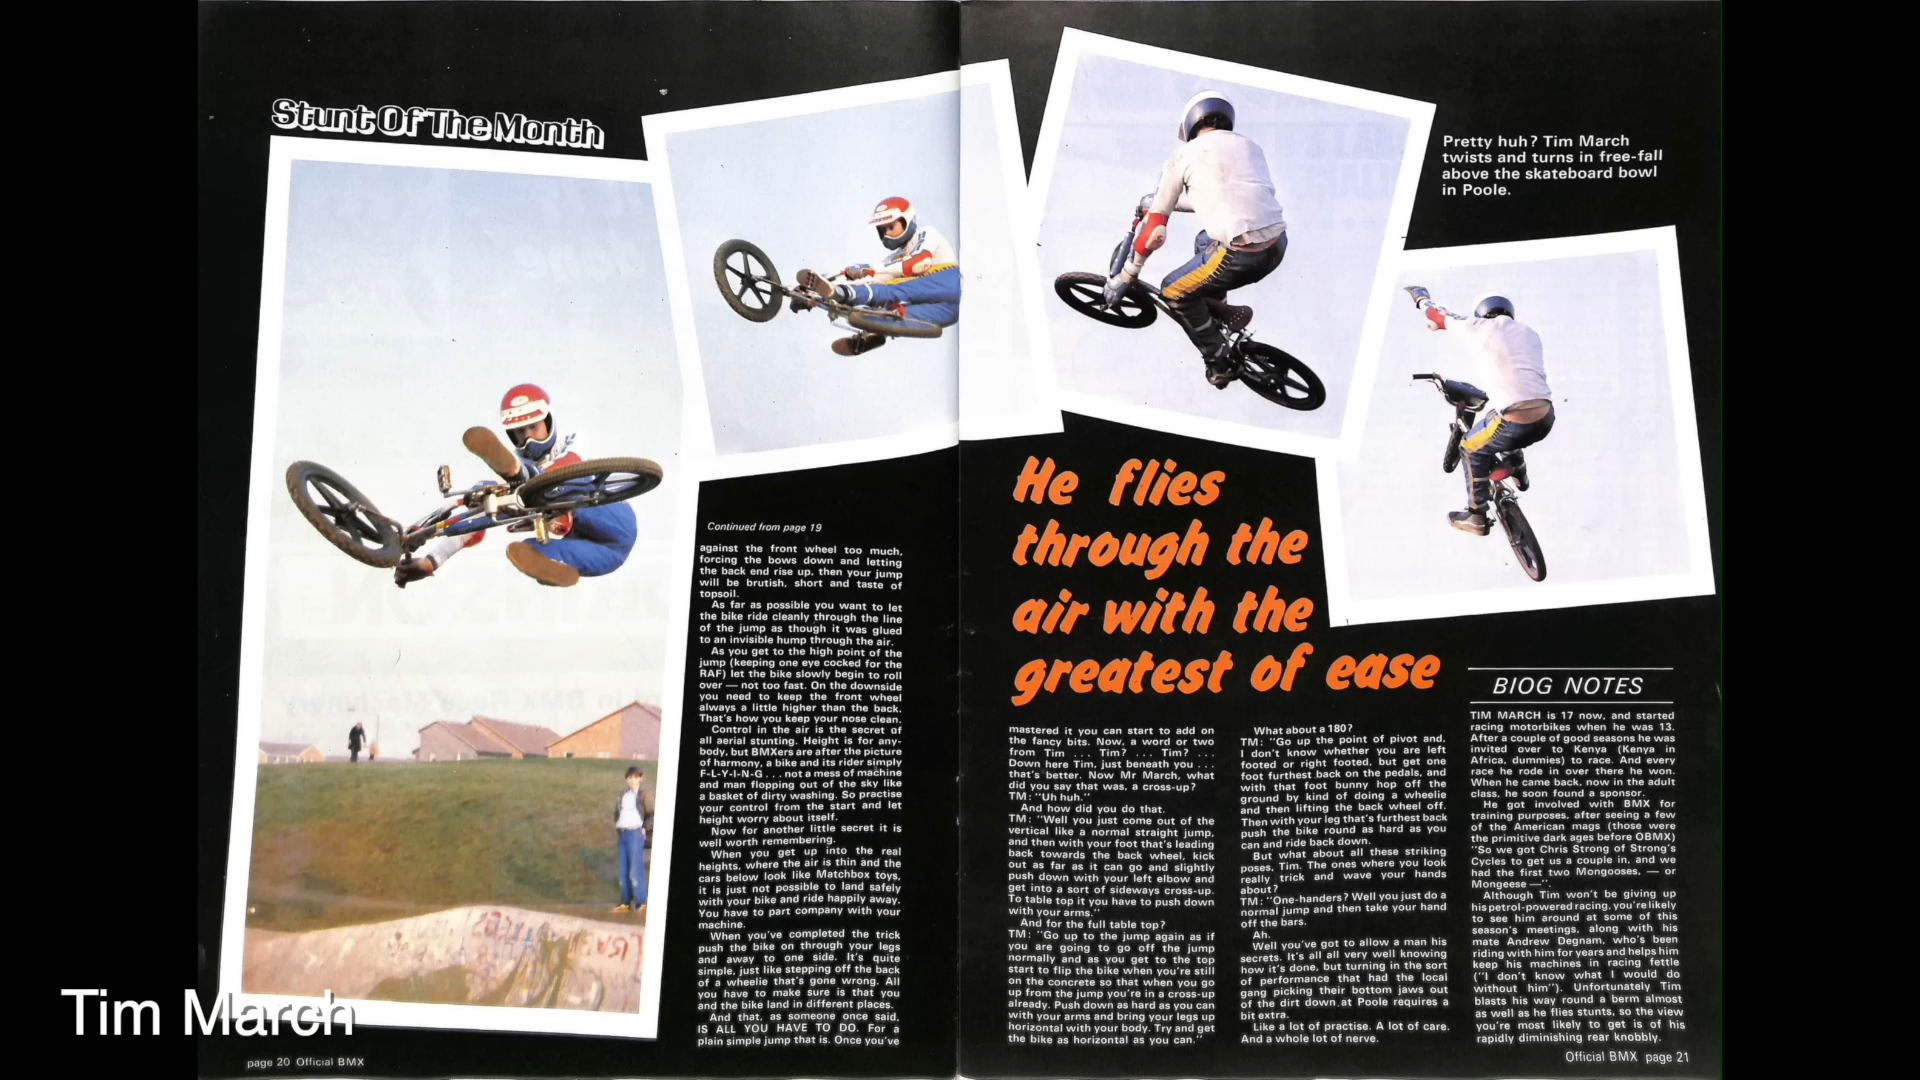 Stunt Of The Month
Pretty huh? Tim March
twists and turns in free-fall
above the skateboard bowl
in Poole.
Continued from page 19
against the front wheel too much,
forcing the bows down and letting
the back end rise up, then your jump
will be brutish, short and taste of
topsoil.
As far as possible you want to let
the bike ride cleanly through the line
of the jump as though it was glued
to an invisible hump through the air.
As you get to the high point of the
jump (keeping one eye cocked for the
RAF) let the bike slowly begin to roll
over — not too fast. On the downside
you need to keep the front wheel
always a little higher than the back.
That's how you keep your nose clean.
Control in the air is the secret of
all aerial stunting. Height is for any-
body, but BMXers are after the picture
of harmony, a bike and its rider simply
F-L-Y-I-N-G . . . not a mess of machine
and man flopping out of the sky like
a basket of dirty washing. So practise
your control from the start and let
height worry about itself.
Now for another little secret it is
well worth remembering.
When you get up into the real
heights, where the air is thin and the
cars below look like Matchbox toys,
it is just not possible to land safely
with your bike and ride happily away.
You have to part company with your
machine.
When you've completed the trick
push the bike on through your legs
and away to one side. It's quite
simple, just like stepping off the back
of a wheelie that's gone wrong. All
you have to make sure is that you
and the bike land in different places.
And that, as someone once said,
IS ALL YOU HAVE TO DO. For a
plain simple jump that is. Once you've
He flies
through the
air with the
greatest of ease
mastered it you can start to add on
the fancy bits. Now, a word or two
from Tim . . . Tim? . . . Tim? . . .
Down here Tim, just beneath you . . .
that's better. Now Mr March, what
did you say that was, a cross-up?
TM: "Uh huh."
And how did you do that.
TM: "Well you just come out of the
vertical like a normal straight jump,
and then with your foot that's leading
back towards the back wheel, kick
out as far as it can go and slightly
push down with your left elbow and
get into a sort of sideways cross-up.
To table top it you have to push down
with your arms."
And for the full table top?
TM: "Go up to the jump again as if
you are going to go off the jump
normally and as you get to the top
start to flip the bike when you're still
on the concrete so that when you go
up from the jump you're in a cross-up
already. Push down as hard as you can
with your arms and bring your legs up
horizontal with your body. Try and get
the bike as horizontal as you can."
What about a 180?
TM: "Go up the point of pivot and,
I don't know whether you are left
footed or right footed, but get one
foot furthest back on the pedals, and
with that foot bunny hop off the
ground by kind of doing a wheelie
and then lifting the back wheel off.
Then with your leg that's furthest back
push the bike round as hard as you
can and ride back down.
But what about all these striking
poses, Tim. The ones where you look
really trick and wave your hands
about?
TM: "One-handers? Well you just do a
normal jump and then take your hand
off the bars.
Ah.
Well you've got to allow a man his
secrets. It's all all very well knowing
how it's done, but turning in the sort
of performance that had the local
gang picking their bottom jaws out
of the dirt down at Poole requires a
bit extra.
Like a lot of practise. A lot of care.
And a whole lot of nerve.
BIOG NOTES
TIM MARCH is 17 now, and started
racing motorbikes when he was 13.
After a couple of good seasons he was
invited over to Kenya (Kenya in
Africa, dummies) to race. And every
race he rode in over there he won.
When he came back, now in the adult
class, he soon found a sponsor.
He got involved with BMX for
training purposes, after seeing a few
of the American mags (those were
the primitive dark ages before OBMX)
"So we got Chris Strong of Strong's
Cycles to get us a couple in, and we
had the first two Mongooses, — or
Mongeese —".
Although Tim won't be giving up
his petrol-powered racing, you're likely
to see him around at some of this
season's meetings, along with his
mate Andrew Degnam, who's been
riding with him for years and helps him
keep his machines in racing fettle
("I don't know what I would do
without him"). Unfortunately Tim
blasts his way round a berm almost
as well as he flies stunts, so the view
you're most likely to get is of his
rapidly diminishing rear knobbly.
page 20 Official BMX
Official BMX page 21
Tim March